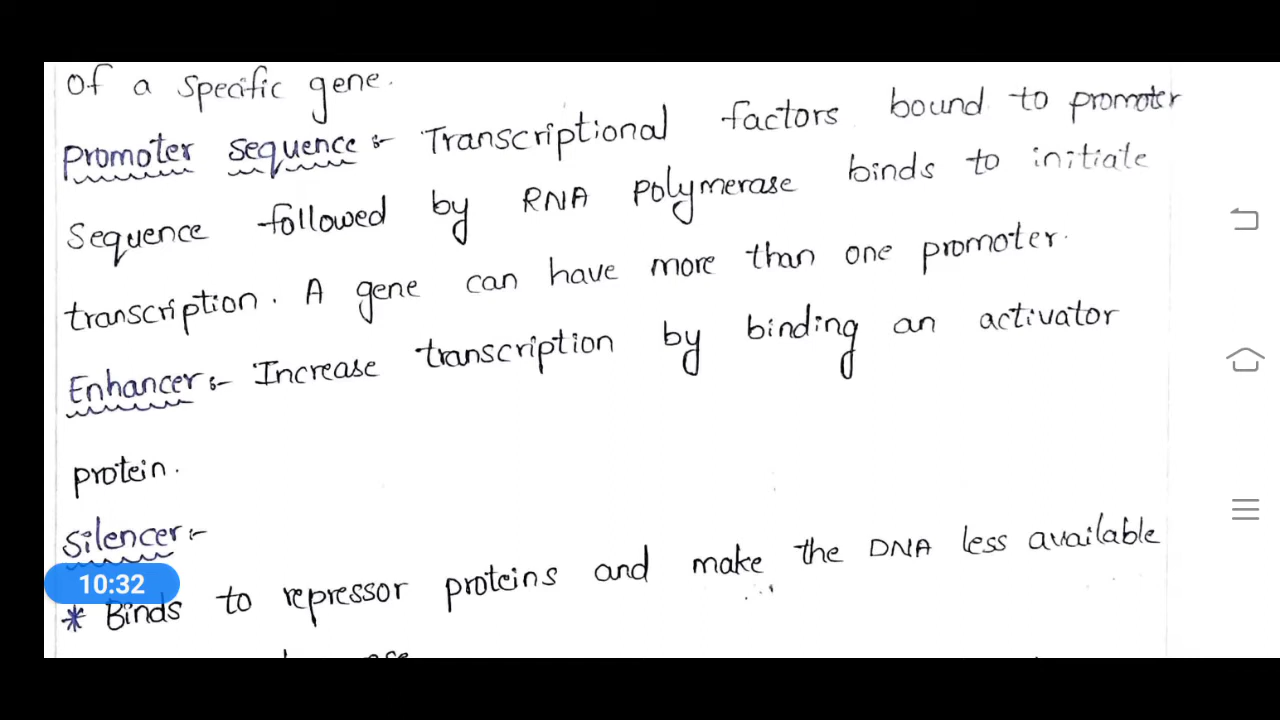 of a specific gene.
Promoter sequence :- Transcriptional factors bound to promoter
sequence followed by RNA polymerase binds to initiate
transcription. A gene can have more than one promoter.
Enhancer :- Increase transcription by binding an activator
protein.
Silencer :-
10:32
* Binds to repressor proteins and make the DNA less available